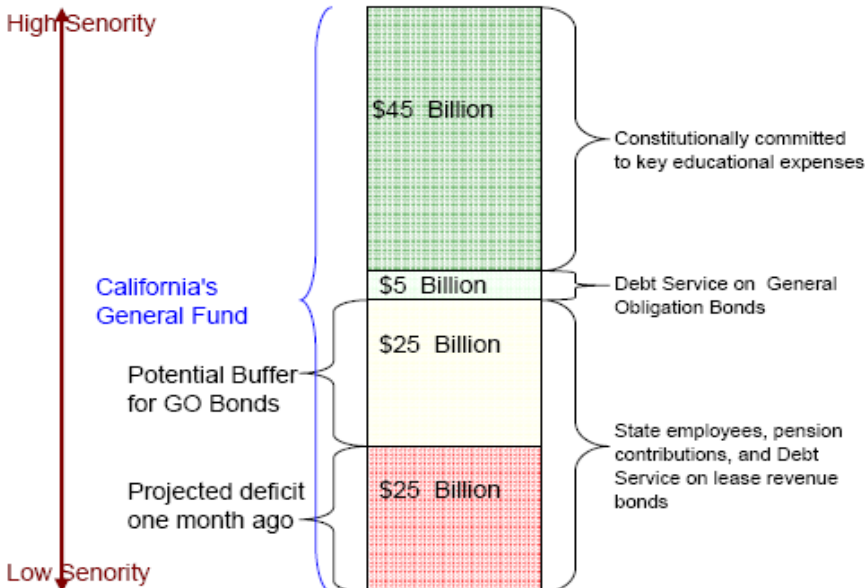 High Senority
$45 Billion
Constitutionally committed
to key educational expenses
California's
General Fund
$5 Billion
Debt Service on General
Obligation Bonds
$25 Billion
Potential Buffer
for GO Bonds
State employees, pension
contributions, and Debt
Service on lease revenue
bonds
Projected deficit
one month ago
$25 Billion
Low Senority